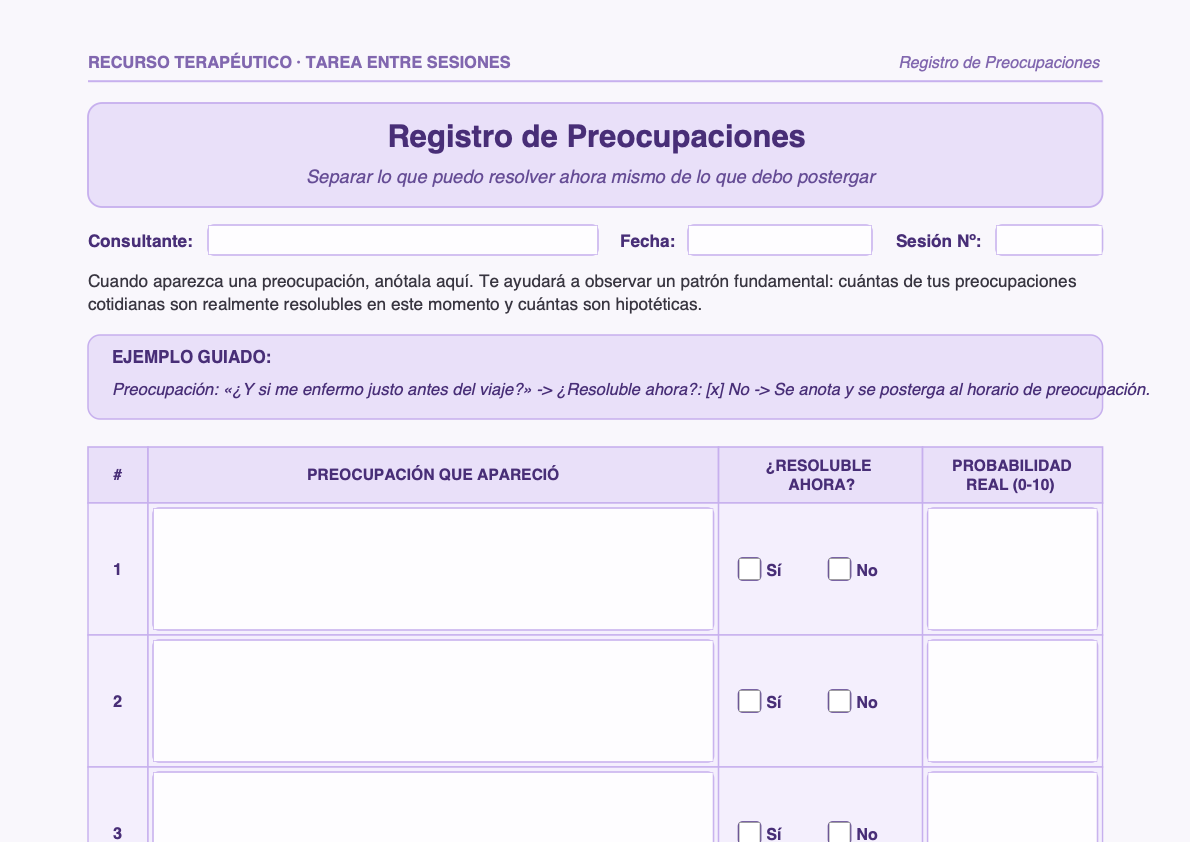 RECURSO TERAPÉUTICO · TAREA ENTRE SESIONES
Registro de Preocupaciones
Registro de Preocupaciones
Separar lo que puedo resolver ahora mismo de lo que debo postergar
Consultante:
Fecha:
Sesión Nº:
Cuando aparezca una preocupación, anótala aquí. Te ayudará a observar un patrón fundamental: cuántas de tus preocupaciones
cotidianas son realmente resolubles en este momento y cuántas son hipotéticas.
EJEMPLO GUIADO:
Preocupación: «¿Y si me enfermo justo antes del viaje?» -> ¿Resoluble ahora?: [x] No -> Se anota y se posterga al horario de preocupación.
#
PREOCUPACIÓN QUE APARECIÓ
¿RESOLUBLE
AHORA?
PROBABILIDAD
REAL (0-10)
1
Sí
No
2
Sí
No
3
Sí
No